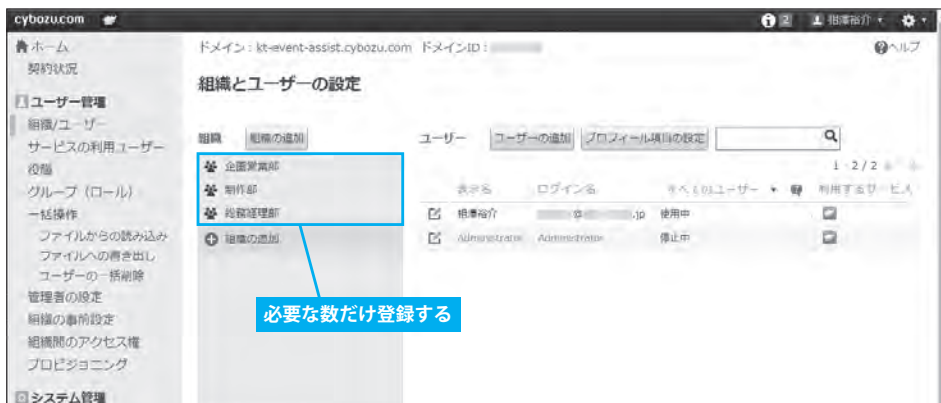 cybozu.com
2 相澤裕介
ホーム
契約状況
ユーザー管理
組織/ユーザー
サービスの利用ユーザー
役職
グループ（ロール）
一括操作
ファイルからの読み込み
ファイルへの書き出し
ユーザーの一括削除
管理者の設定
組織の事前設定
組織間のアクセス権
プロビジョニング
システム管理
ドメイン：kt-event-assist.cybozu.com ドメインID：
ヘルプ
組織とユーザーの設定
組織 組織の追加
企画営業部
制作部
総務経理部
組織の追加
必要な数だけ登録する
ユーザー ユーザーの追加 プロフィール項目の設定
1 - 2 / 2
表示名 ログイン名 すべてのユーザー 利用するサービス
相澤裕介 @ .jp 使用中
Administrator Administrator 停止中